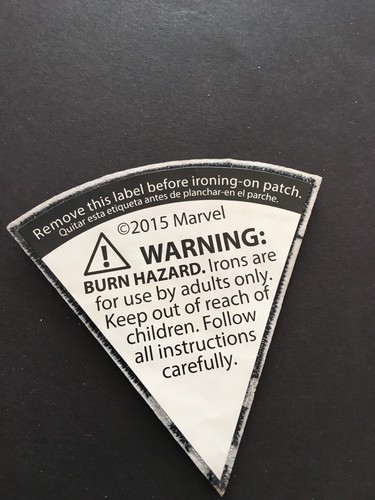 Remove this label before ironing-on patch.
Quitar esta etiqueta antes de planchar-en el parche.
©2015 Marvel
WARNING:
BURN HAZARD. Irons are
for use by adults only.
Keep out of reach of
children. Follow
all instructions
carefully.